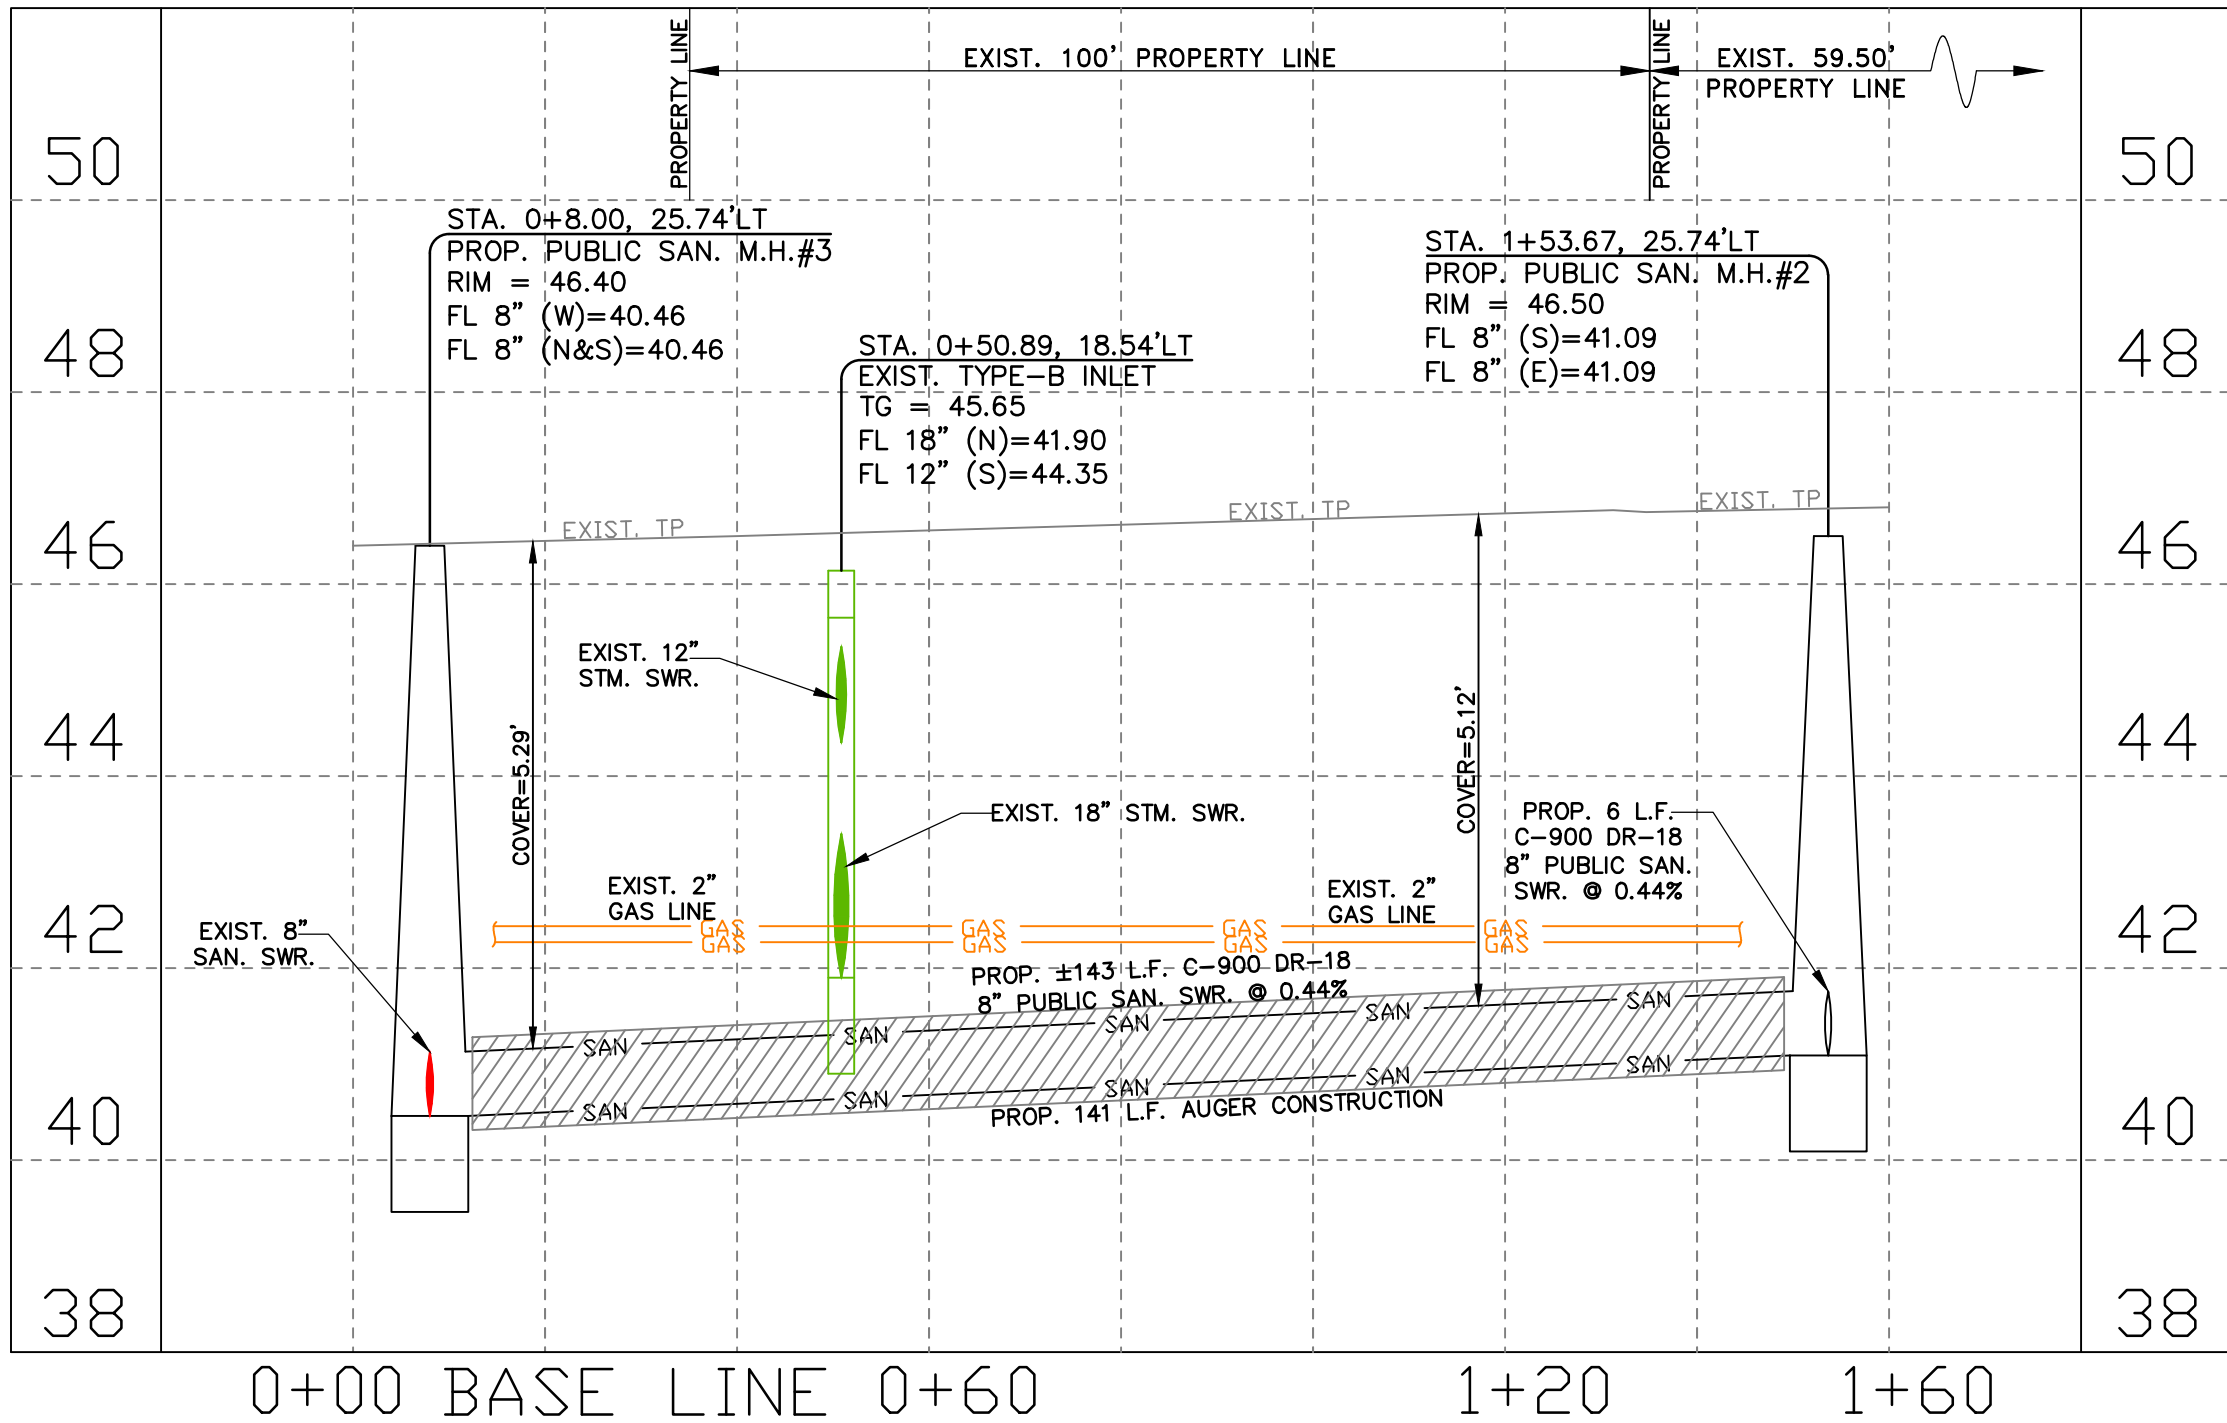 PROPERTY LINE
EXIST. 100' PROPERTY LINE
PROPERTY LINE
EXIST. 59.50'
PROPERTY LINE
50
50
STA. 0+8.00, 25.74'LT
PROP. PUBLIC SAN. M.H.#3
RIM = 46.40
FL 8" (W)=40.46
FL 8" (N&S)=40.46
STA. 1+53.67, 25.74'LT
PROP. PUBLIC SAN. M.H.#2
RIM = 46.50
FL 8" (S)=41.09
FL 8" (E)=41.09
48
48
STA. 0+50.89, 18.54'LT
EXIST. TYPE-B INLET
TG = 45.65
FL 18" (N)=41.90
FL 12" (S)=44.35
EXIST. TP
EXIST. TP
EXIST. TP
46
46
EXIST. 12"
STM. SWR.
44
44
COVER=5.29'
COVER=5.12'
EXIST. 18" STM. SWR.
PROP. 6 L.F.
C-900 DR-18
8" PUBLIC SAN.
SWR. @ 0.44%
EXIST. 2"
GAS LINE
EXIST. 2"
GAS LINE
42
42
GAS GAS GAS GAS
GAS GAS GAS GAS
EXIST. 8"
SAN. SWR.
PROP. ±143 L.F. C-900 DR-18
8" PUBLIC SAN. SWR. @ 0.44%
SAN SAN SAN SAN SAN
SAN SAN SAN SAN SAN
PROP. 141 L.F. AUGER CONSTRUCTION
40
40
38
38
0+00 BASE LINE 0+60 1+20 1+60